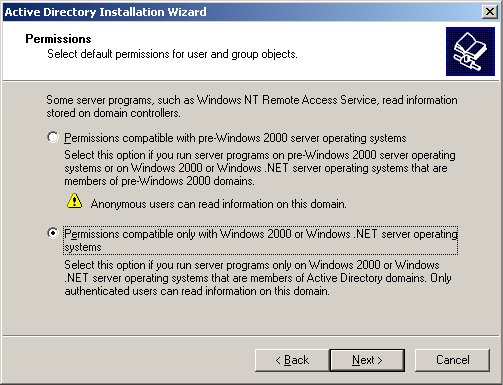 Active Directory Installation Wizard
Permissions
Select default permissions for user and group objects.
Some server programs, such as Windows NT Remote Access Service, read information
stored on domain controllers.
Permissions compatible with pre-Windows 2000 server operating systems
Select this option if you run server programs on pre-Windows 2000 server operating
systems or on Windows 2000 or Windows .NET server operating systems that are
members of pre-Windows 2000 domains.
Anonymous users can read information on this domain.
Permissions compatible only with Windows 2000 or Windows .NET server operating
systems
Select this option if you run server programs only on Windows 2000 or Windows
.NET server operating systems that are members of Active Directory domains. Only
authenticated users can read information on this domain.
< Back Next > Cancel